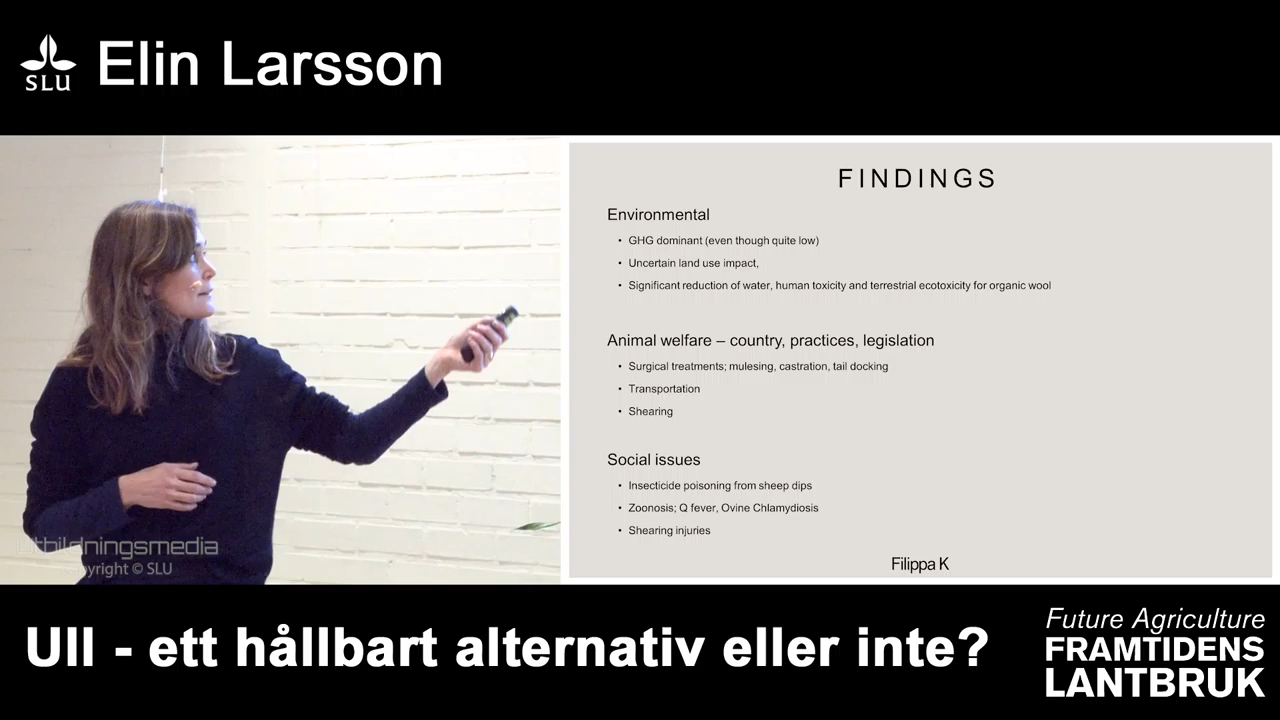 SLU
Elin Larsson
FINDINGS
Environmental
• GHG dominant (even though quite low)
• Uncertain land use impact,
• Significant reduction of water, human toxicity and terrestrial ecotoxicity for organic wool
Animal welfare – country, practices, legislation
• Surgical treatments; mulesing, castration, tail docking
• Transportation
• Shearing
Social issues
• Insecticide poisoning from sheep dips
• Zoonosis; Q fever, Ovine Chlamydiosis
• Shearing injuries
Filippa K
utbildningsmedia
yright © SLU
Ull - ett hållbart alternativ eller inte?
Future Agriculture
FRAMTIDENS
LANTBRUK